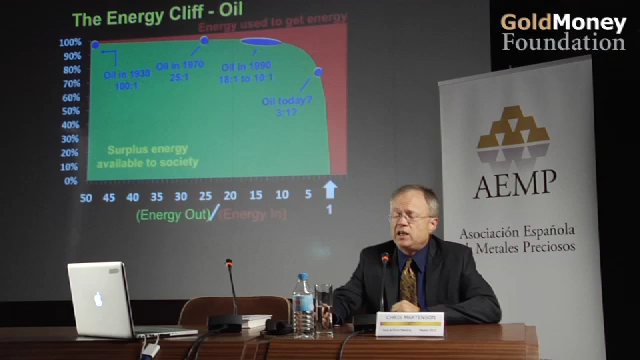 The Energy Cliff - Oil
Energy used to get energy
GoldMoney
Foundation
100%
90%
80%
70%
60%
50%
40%
30%
20%
10%
0%
Oil in 1930
100:1
Oil in 1970
25:1
Oil in 1990
18:1 to 10:1
Oil today?
3:1?
Surplus energy
available to society
50 45 40 35 30 25 20 15 10 5 1
(Energy Out)/(Energy In)
AEMP
Asociación Española
de Metales Preciosos
CHRIS MARTENSON